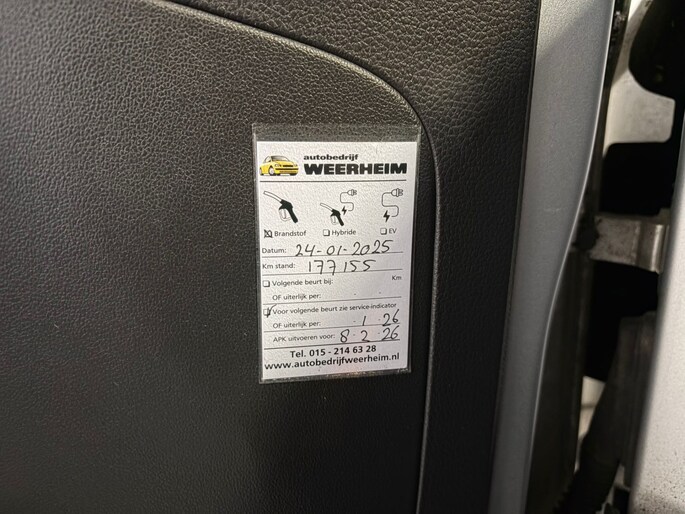 autobedrijf
WEERHEIM
Brandstof Hybride EV
Datum: 24-01-2025
Km stand: 177155
Volgende beurt bij: Km
OF uiterlijk per:
Voor volgende beurt zie service-indicator
OF uiterlijk per: 1 26
APK uitvoeren voor: 8 2 26
Tel. 015 - 214 63 28
www.autobedrijfweerheim.nl